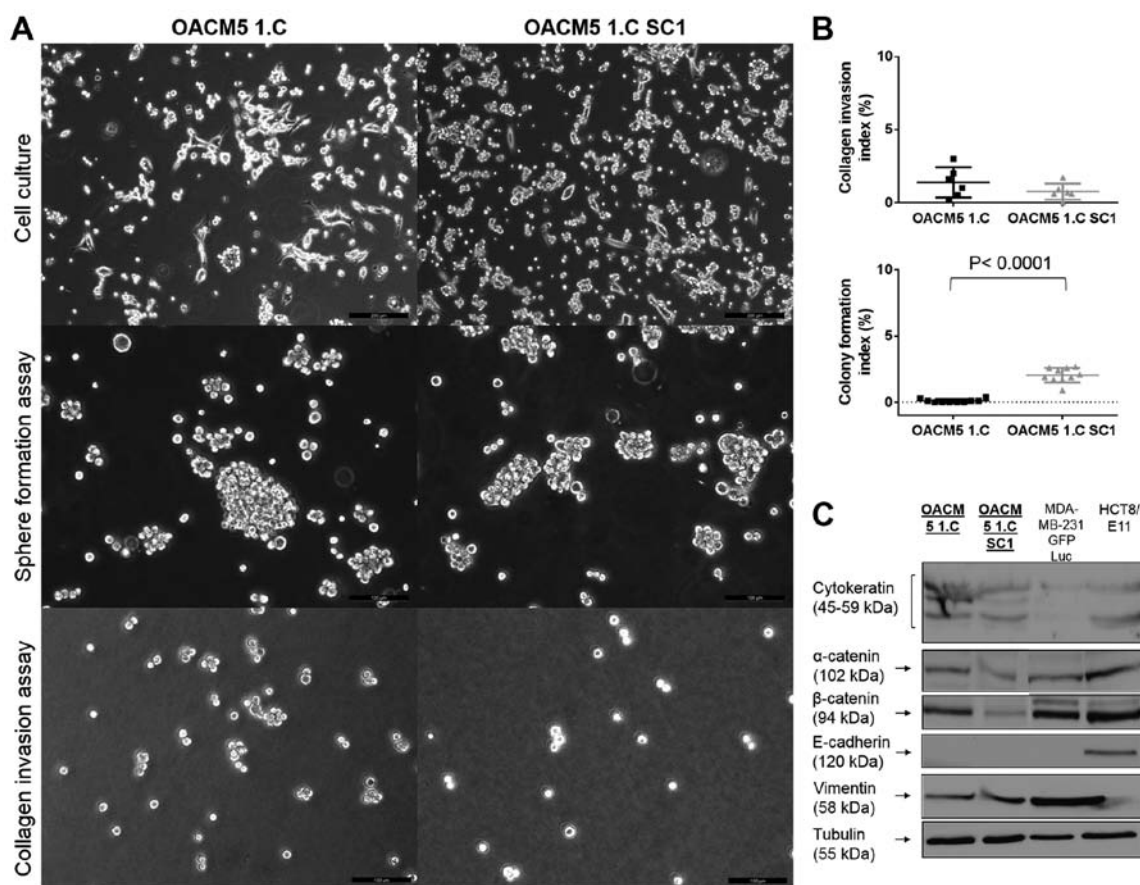 A
OACM5 1.C
OACM5 1.C SC1
Cell culture
Sphere formation assay
Collagen invasion assay
B
Collagen invasion
index (%)
10
5
0
OACM5 1.C
OACM5 1.C SC1
Colony formation
index (%)
P< 0.0001
10
5
0
OACM5 1.C
OACM5 1.C SC1
C
OACM
5 1.C
OACM
5 1.C
SC1
MDA-
MB-231
GFP
Luc
HCT8/
E11
Cytokeratin
(45-59 kDa)
α-catenin
(102 kDa)
β-catenin
(94 kDa)
E-cadherin
(120 kDa)
Vimentin
(58 kDa)
Tubulin
(55 kDa)